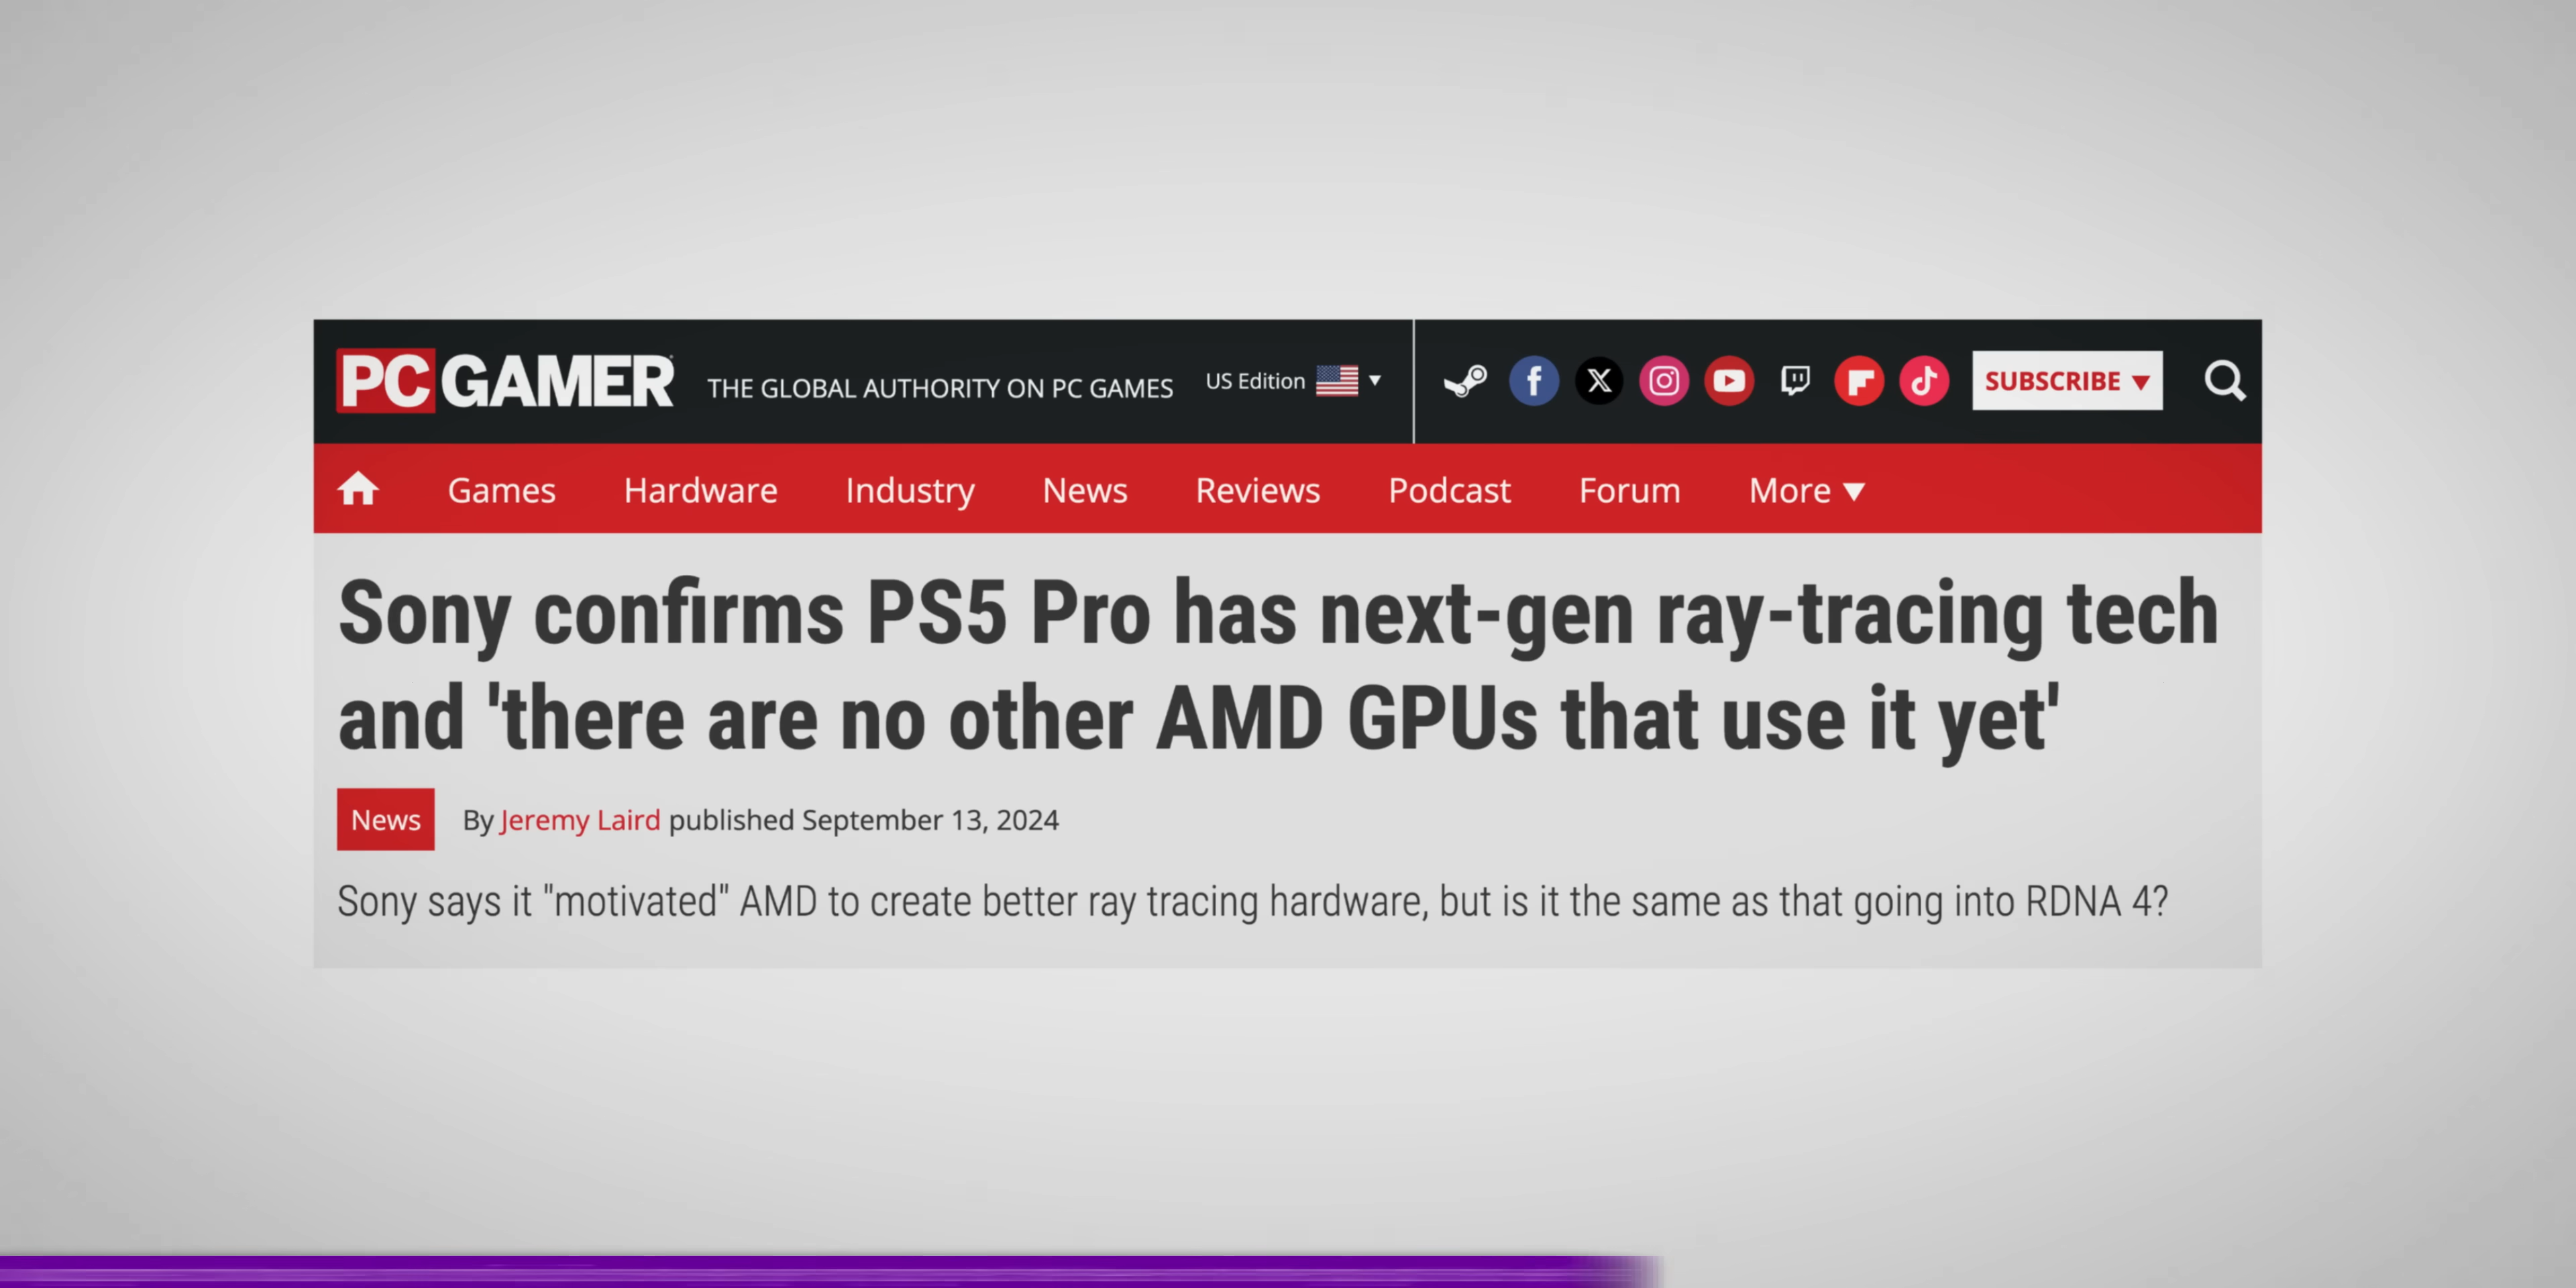 PC GAMER THE GLOBAL AUTHORITY ON PC GAMES US Edition SUBSCRIBE
Games Hardware Industry News Reviews Podcast Forum More
Sony confirms PS5 Pro has next-gen ray-tracing tech
and 'there are no other AMD GPUs that use it yet'
News By Jeremy Laird published September 13, 2024
Sony says it "motivated" AMD to create better ray tracing hardware, but is it the same as that going into RDNA 4?